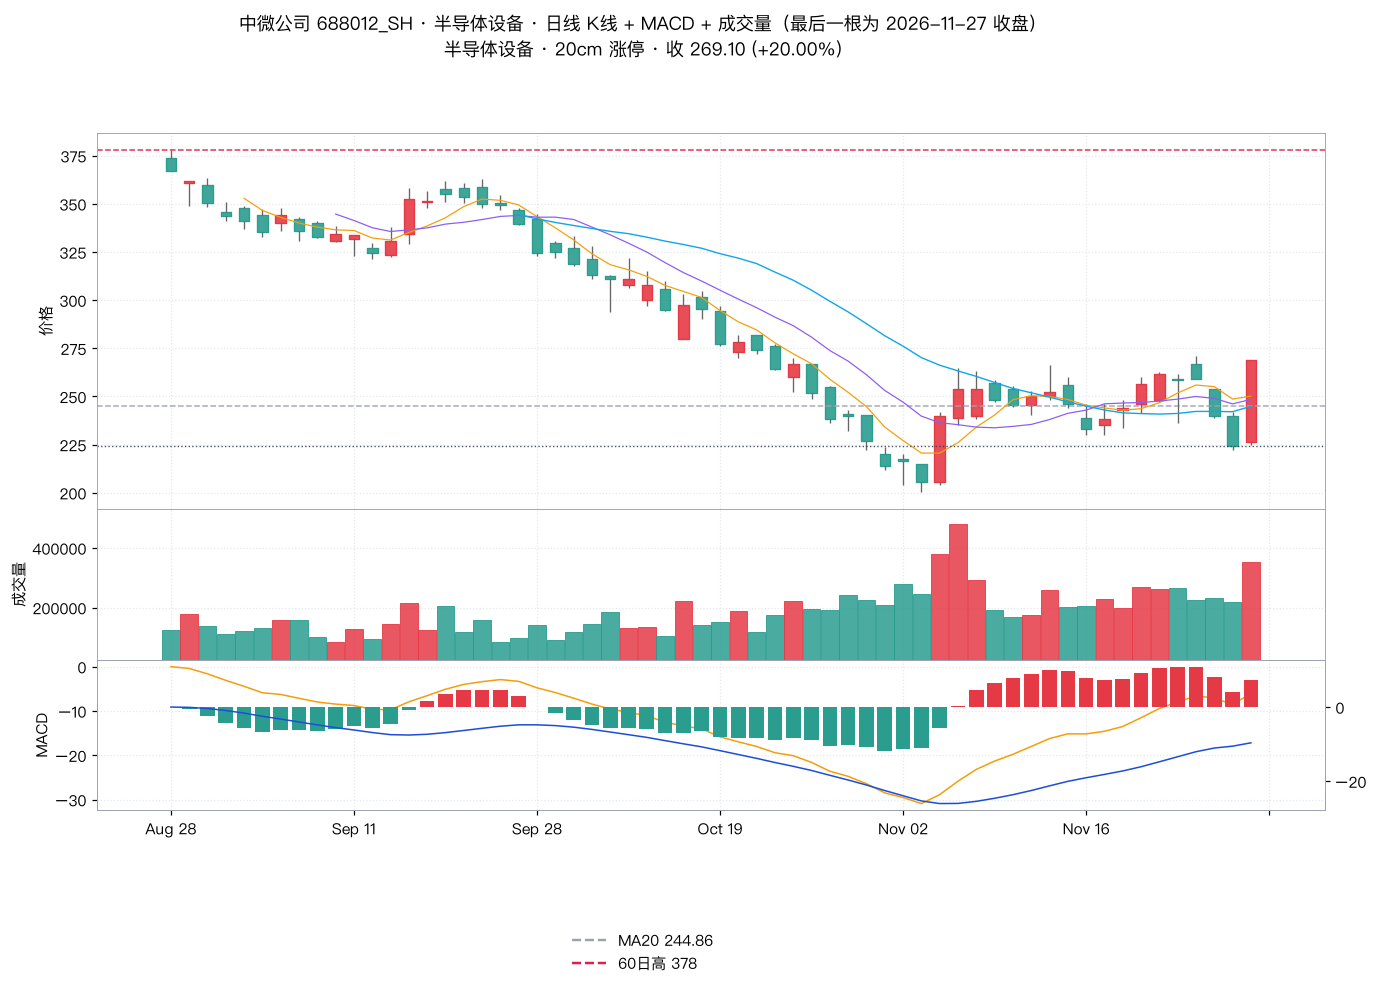 中微公司 688012_SH · 半导体设备 · 日线 K线 + MACD + 成交量（最后一根为 2026-11-27 收盘）
半导体设备 · 20cm 涨停 · 收 269.10 (+20.00%)
375
350
325
300
275
250
225
200
价格
400000
200000
成交量
0
−10
−20
−30
MACD
0
−20
Aug 28
Sep 11
Sep 28
Oct 19
Nov 02
Nov 16
MA20 244.86
60日高 378